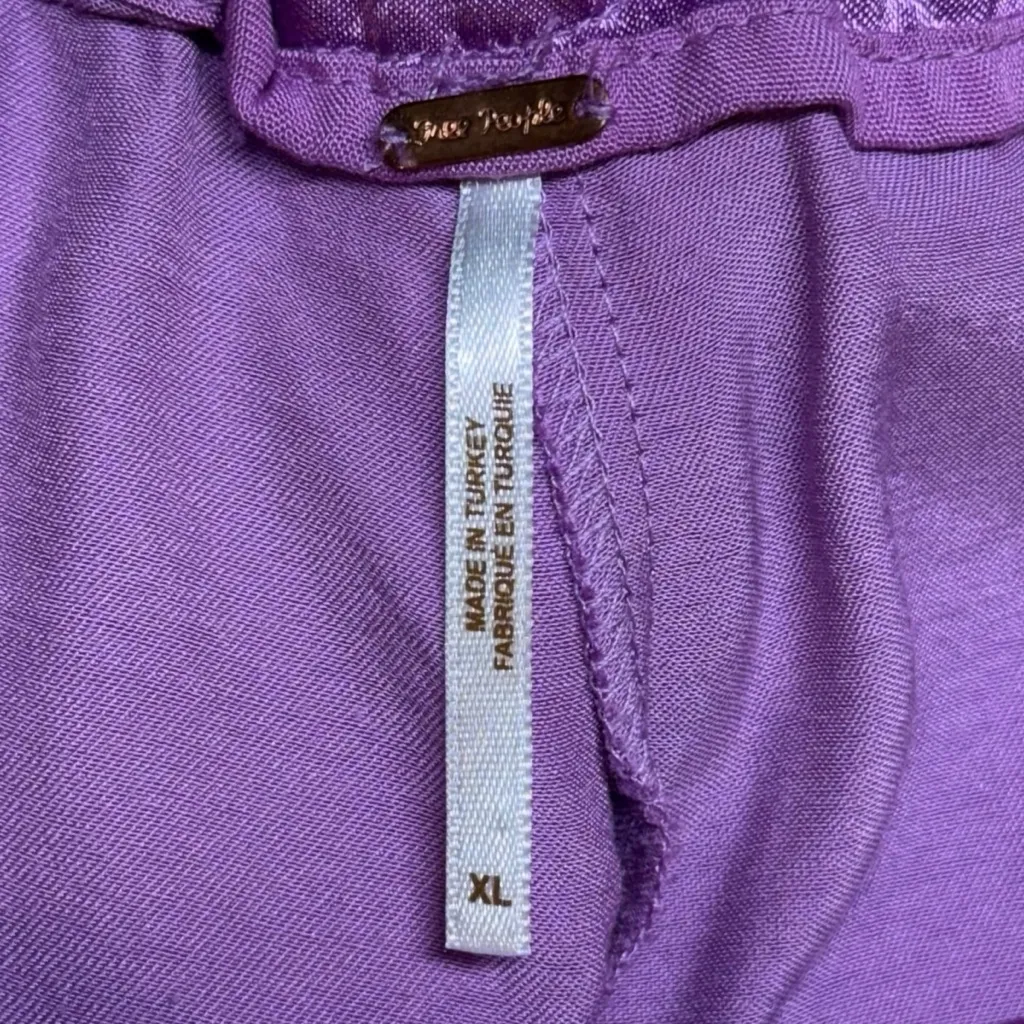 Free People
MADE IN TURKEY
FABRIQUE EN TURQUIE
XL